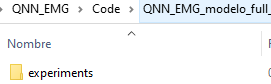 QNN_EMG > Code > QNN_EMG_modelo_full_
Nombre
experiments